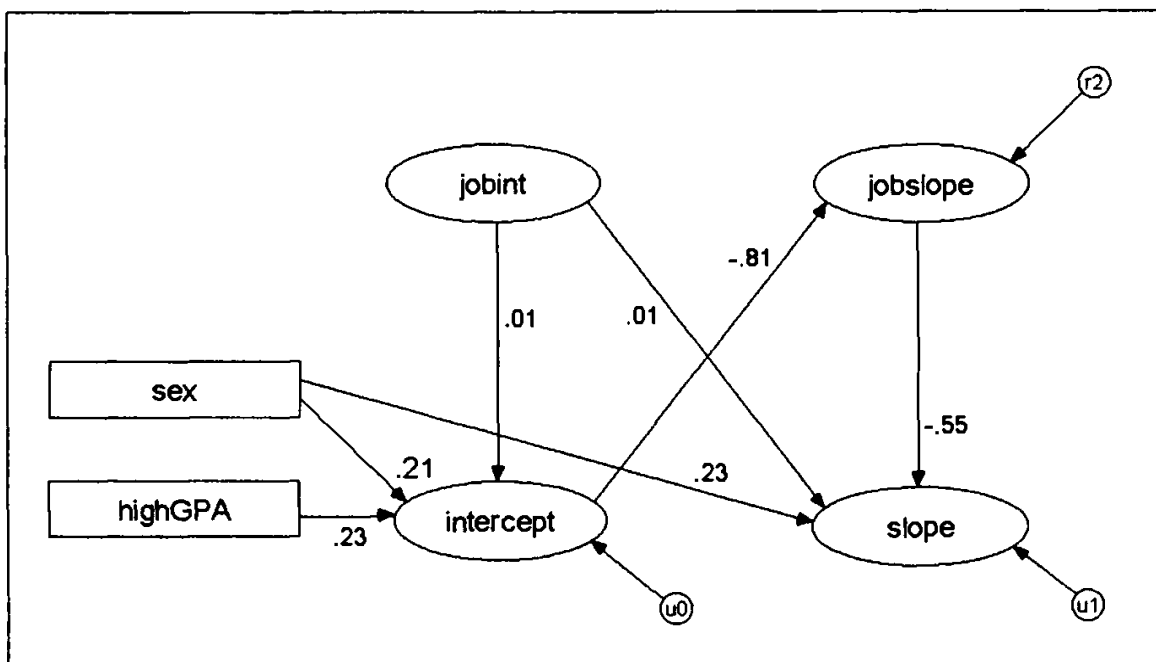 r2
jobint
jobslope
-.81
.01
.01
sex
-.55
.21
.23
highGPA
.23
intercept
slope
u0
u1